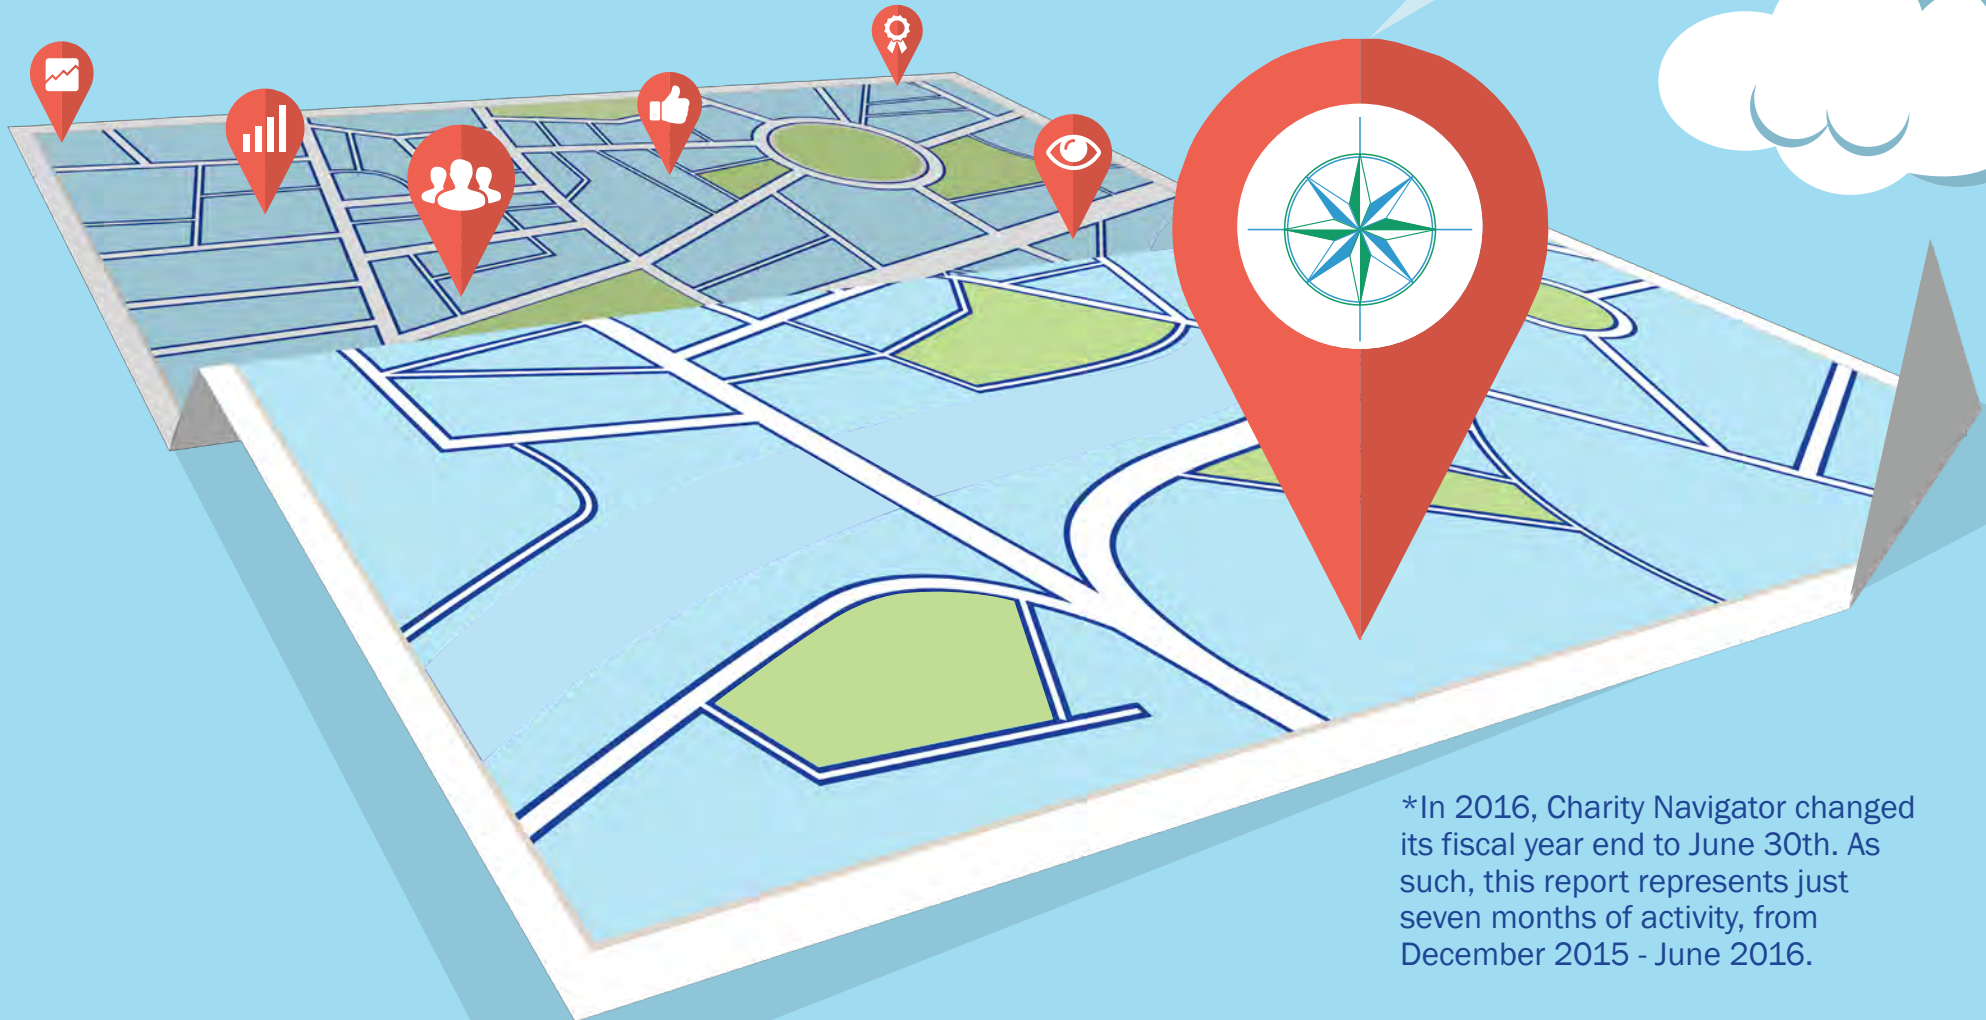 *In 2016, Charity Navigator changed
its fiscal year end to June 30th. As
such, this report represents just
seven months of activity, from
December 2015 - June 2016.